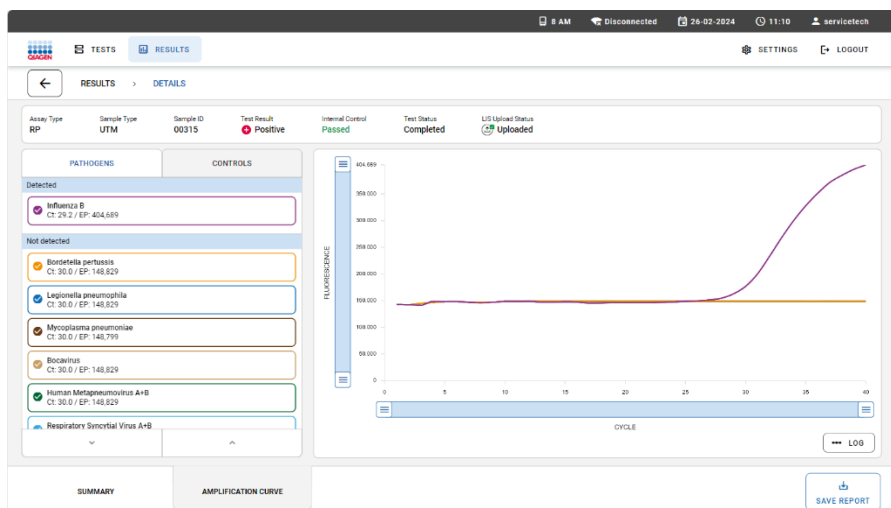 8 AM Disconnected 26-02-2024 11:10 servicetech
QIAGEN TESTS RESULTS SETTINGS LOGOUT
RESULTS > DETAILS
Assay Type Sample Type Sample ID Test Result Internal Control Test Status LIS Upload Status
RP UTM 00315 Positive Passed Completed Uploaded
PATHOGENS CONTROLS
Detected
Influenza B
Ct: 29.2 / EP: 404,689
Not detected
Bordetella pertussis
Ct: 30.0 / EP: 148,829
Legionella pneumophila
Ct: 30.0 / EP: 148,829
Mycoplasma pneumoniae
Ct: 30.0 / EP: 148,799
Bocavirus
Ct: 30.0 / EP: 148,829
Human Metapneumovirus A+B
Ct: 30.0 / EP: 148,829
Respiratory Syncytial Virus A+B
FLUORESCENCE
404.689
350.000
300.000
250.000
200.000
150.000
100.000
50.000
0
0 5 10 15 20 25 30 35 40
CYCLE
LOG
SUMMARY AMPLIFICATION CURVE SAVE REPORT